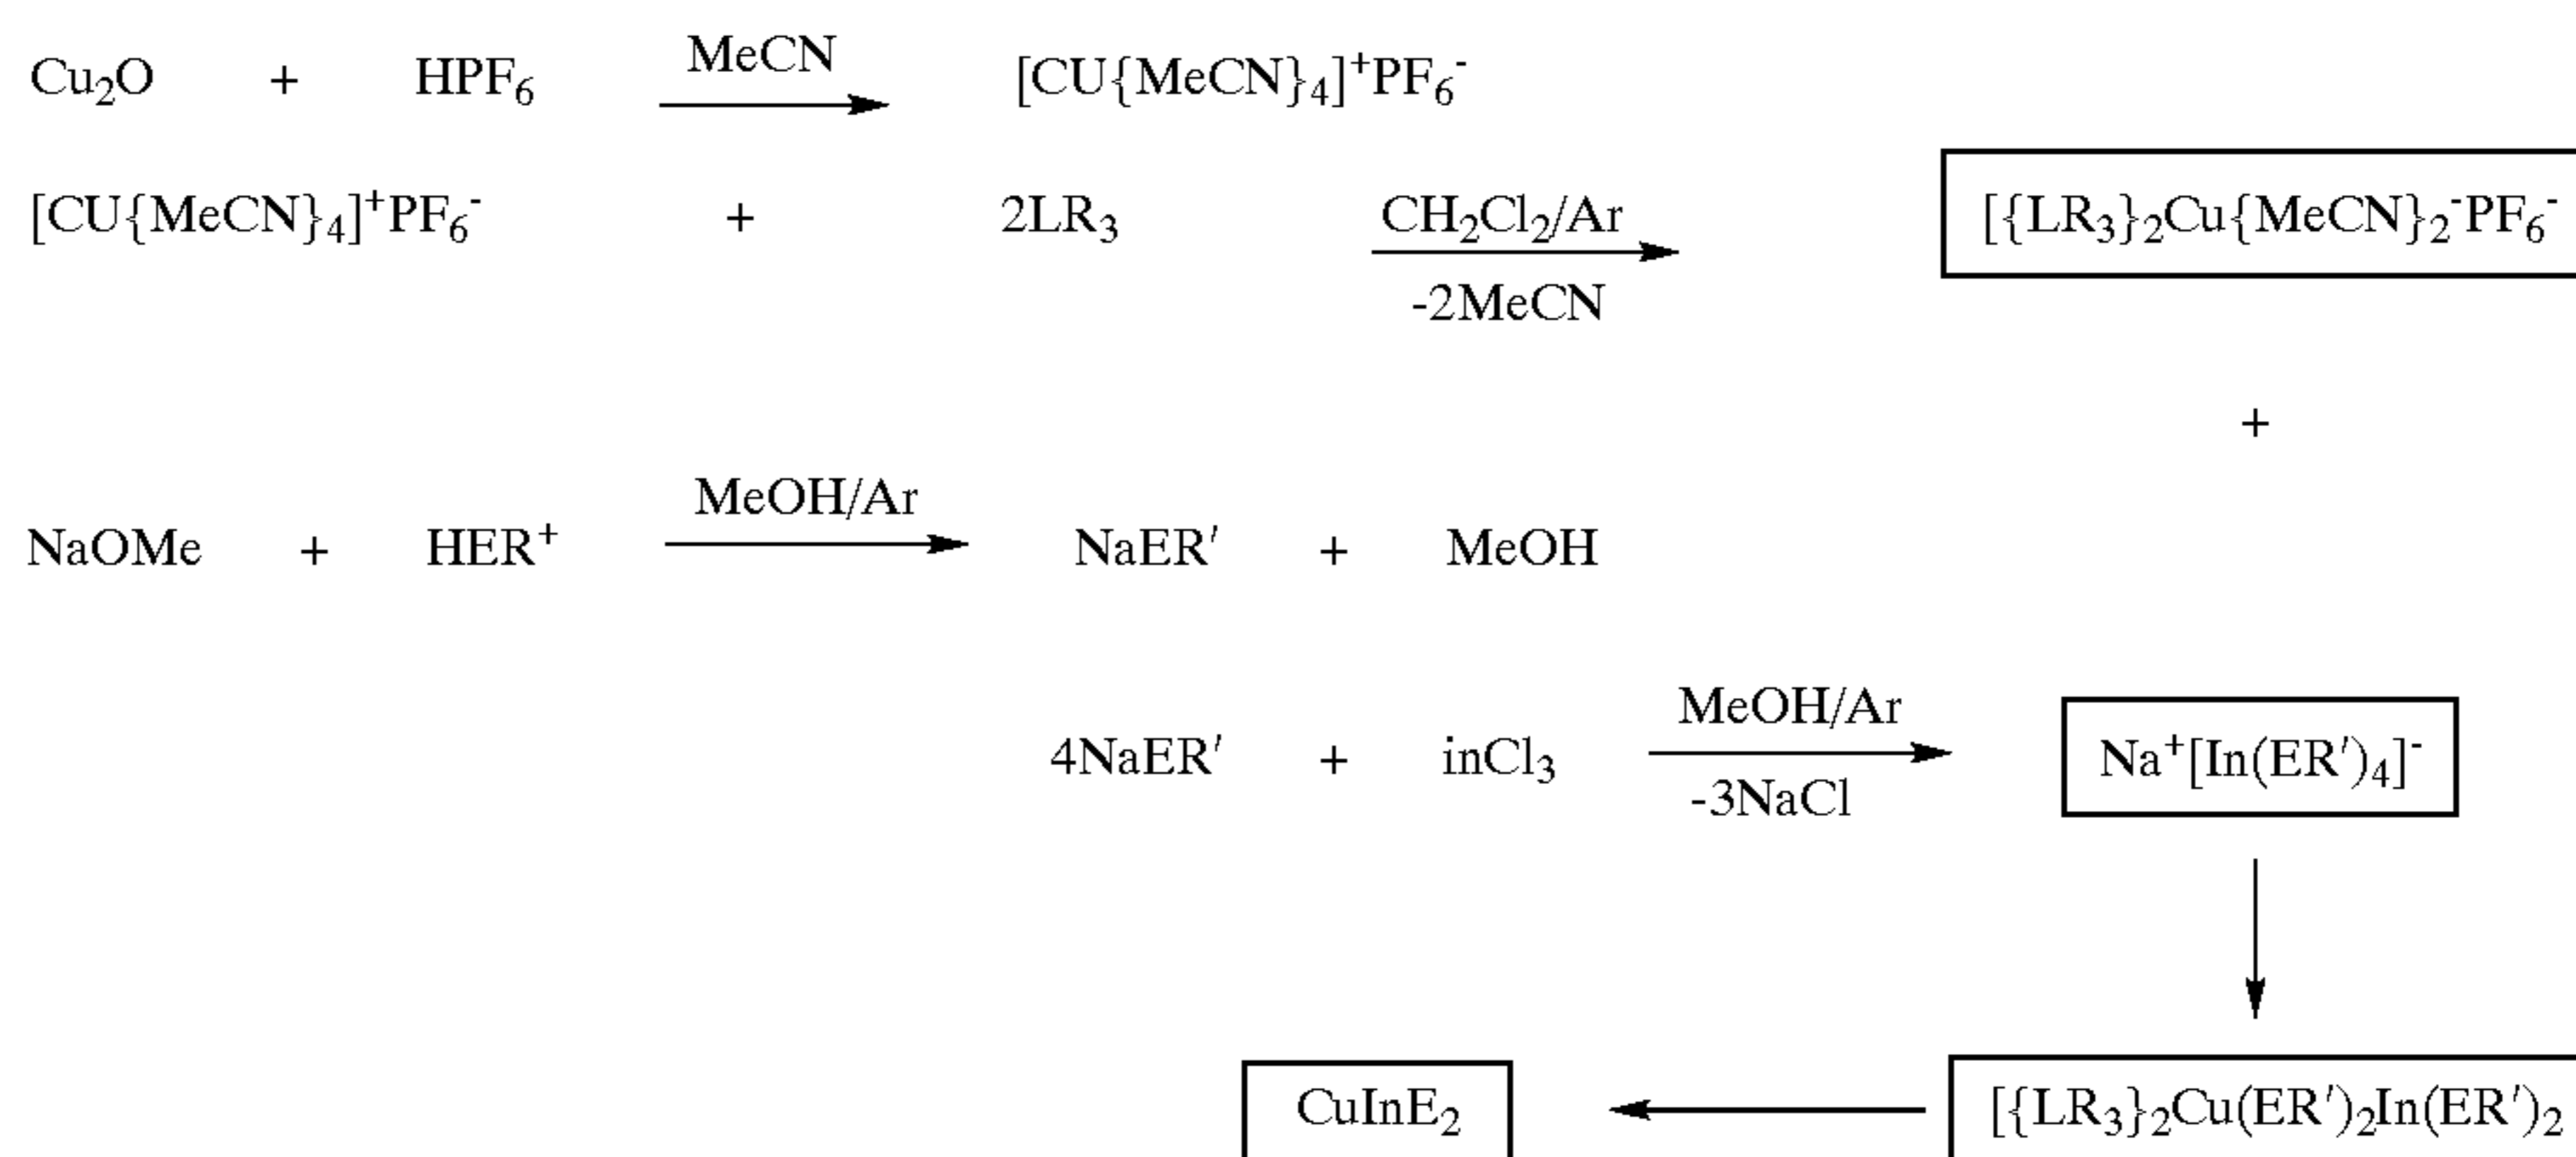 Cu₂O + HPF₆ MeCN [CU{MeCN}₄]⁺PF₆⁻
[CU{MeCN}₄]⁺PF₆⁻ + 2LR₃ CH₂Cl₂/Ar -2MeCN [{LR₃}₂Cu{MeCN}₂⁻PF₆⁻
+
NaOMe + HER⁺ MeOH/Ar NaER′ + MeOH
4NaER′ + inCl₃ MeOH/Ar -3NaCl Na⁺[In(ER′)₄]⁻
CuInE₂ [{LR₃}₂Cu(ER′)₂In(ER′)₂